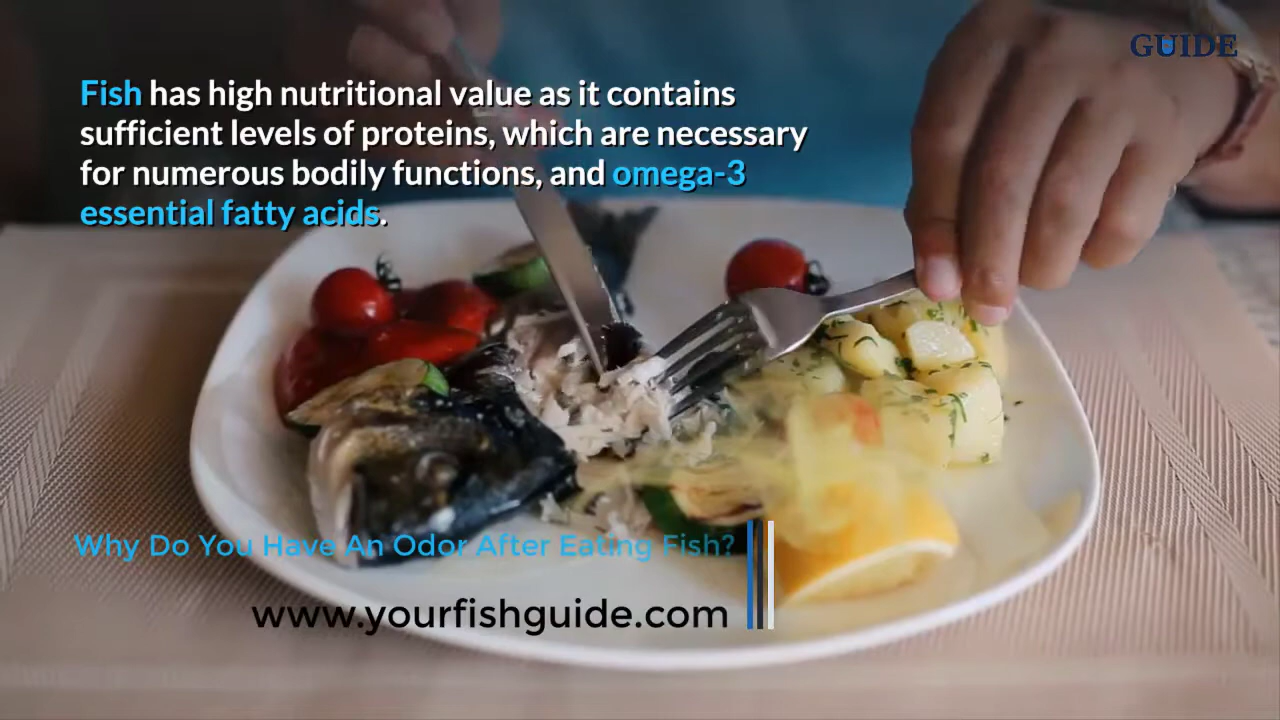 GUIDE
Fish has high nutritional value as it contains
sufficient levels of proteins, which are necessary
for numerous bodily functions, and omega-3
essential fatty acids.
Why Do You Have An Odor After Eating Fish?
www.yourfishguide.com